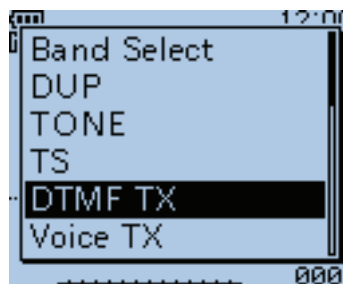 Band Select
DUP
TONE
TS
DTMF TX
Voice TX
000